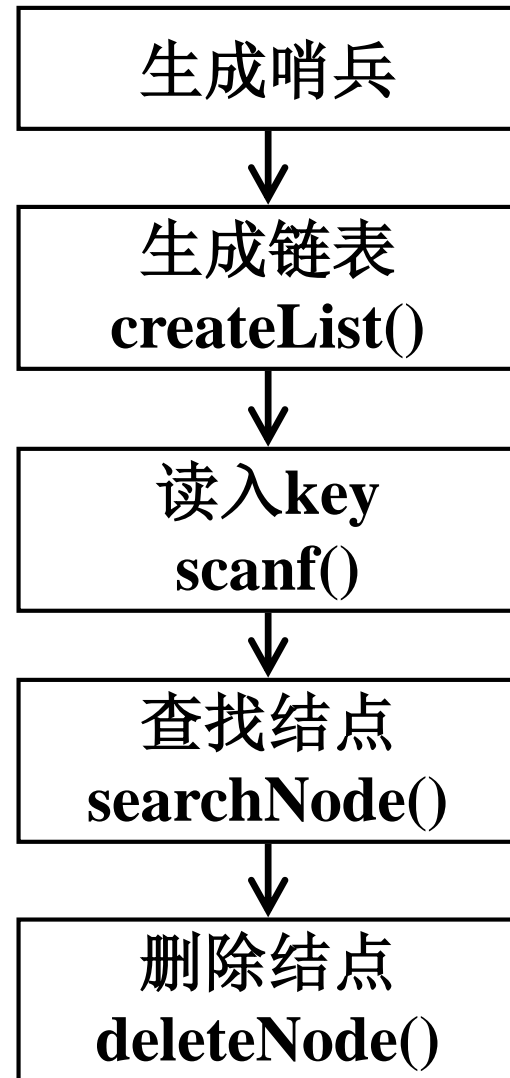 生成哨兵
生成链表
createList()
读入key
scanf()
查找结点
searchNode()
删除结点
deleteNode()